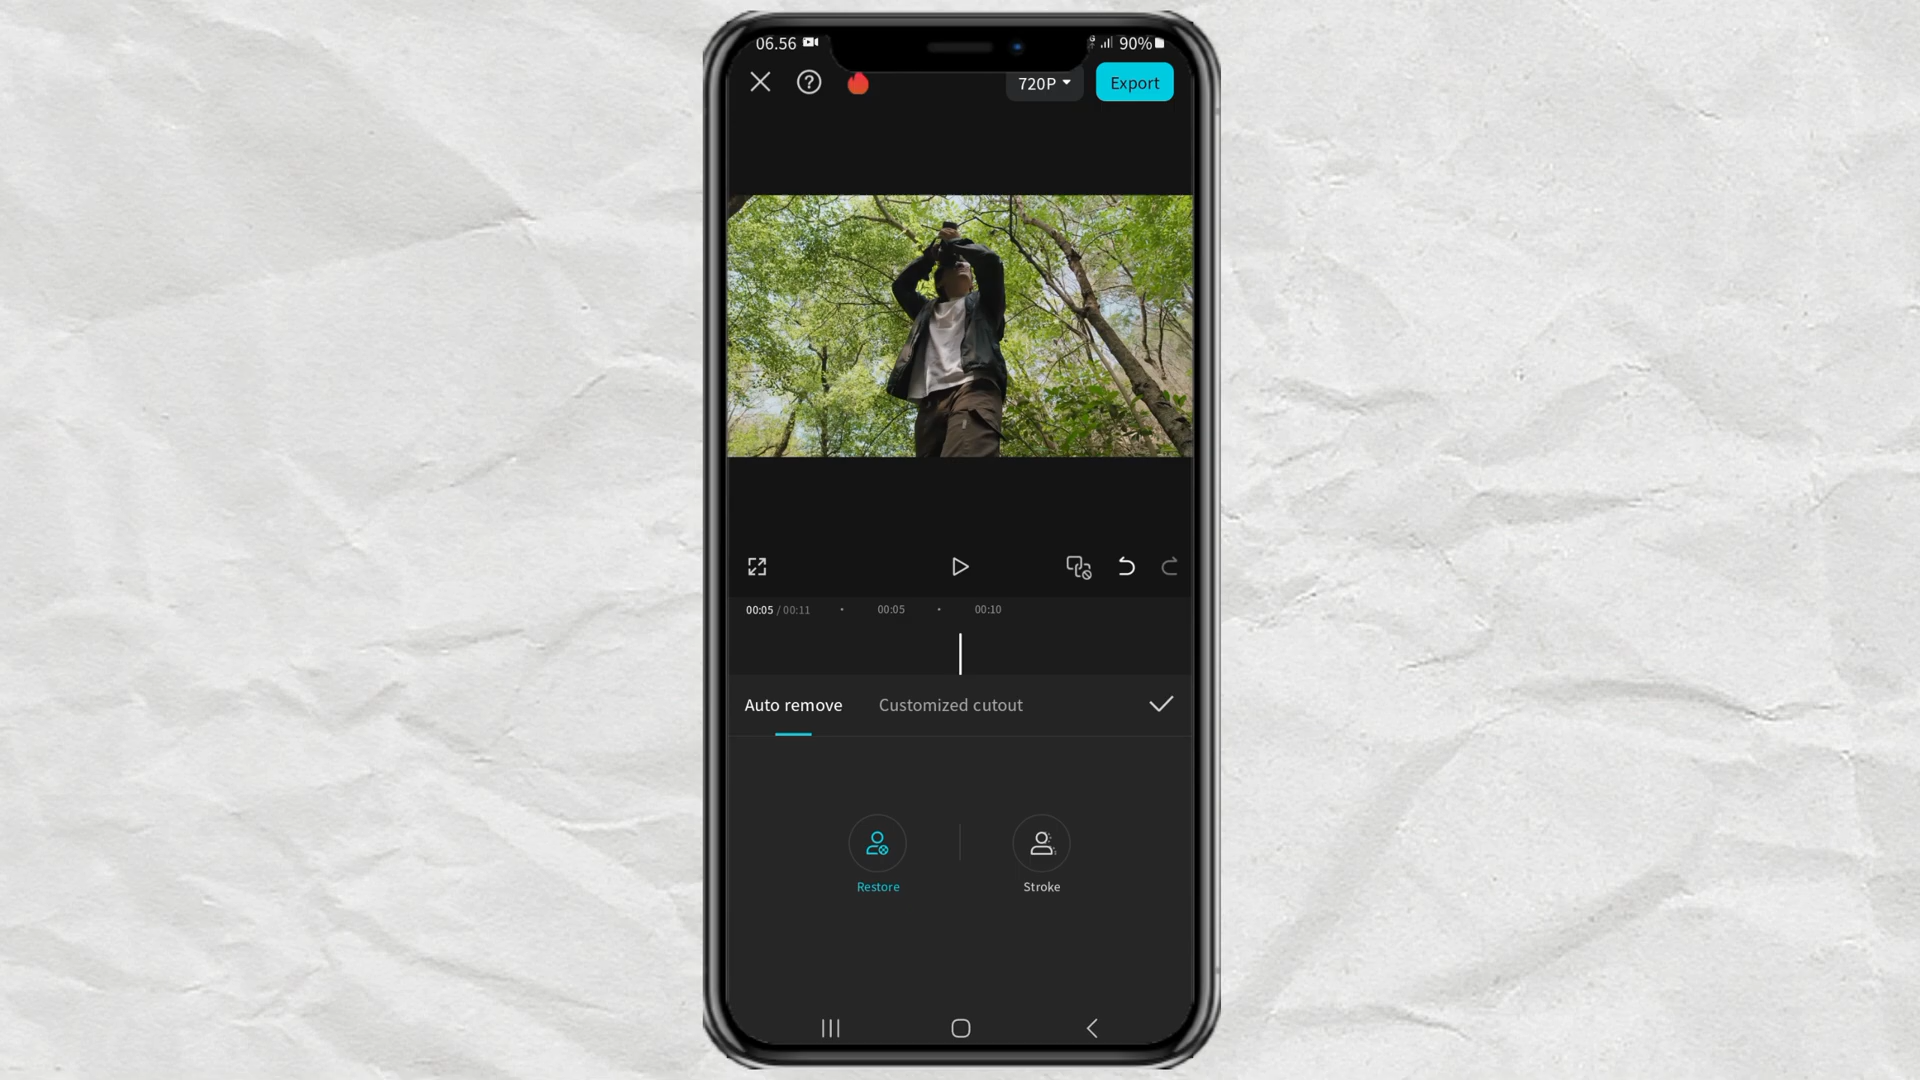 06.56 90%
720P Export
00:05 / 00:11 00:05 00:10
Auto remove Customized cutout
Restore Stroke